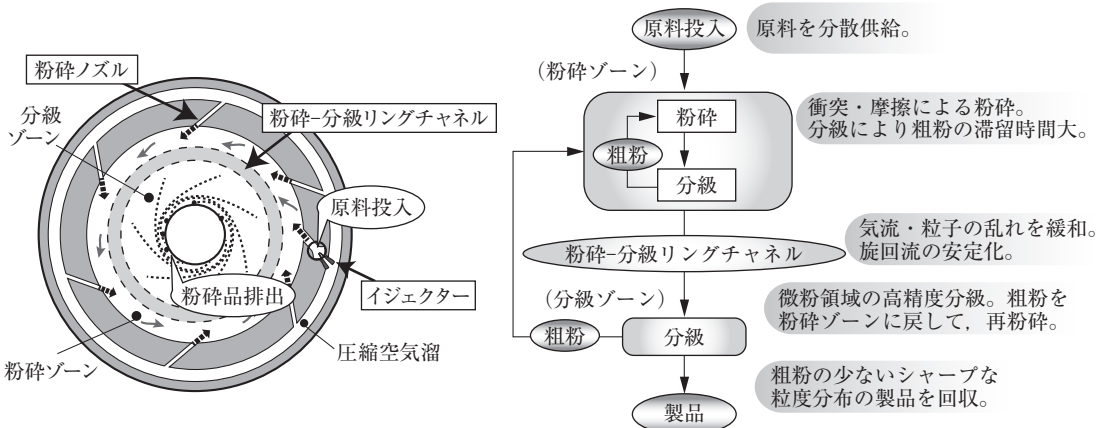 粉砕ノズル
分級
ゾーン
粉砕−分級リングチャネル
原料投入
粉砕品排出
イジェクター
圧縮空気溜
粉砕ゾーン
原料投入
原料を分散供給。
（粉砕ゾーン）
粉砕
粗粉
分級
衝突・摩擦による粉砕。
分級により粗粉の滞留時間大。
粉砕−分級リングチャネル
気流・粒子の乱れを緩和。
旋回流の安定化。
（分級ゾーン）
粗粉
分級
微粉領域の高精度分級。粗粉を
粉砕ゾーンに戻して，再粉砕。
製品
粗粉の少ないシャープな
粒度分布の製品を回収。